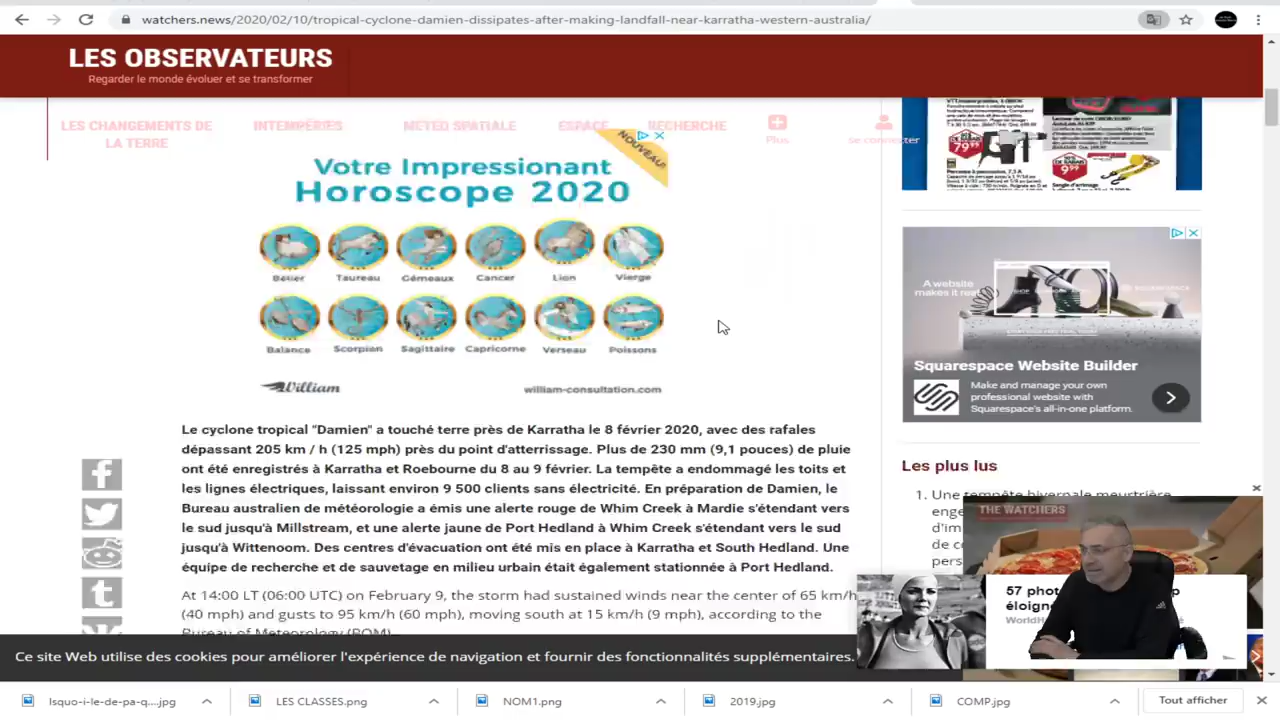 watchers.news/2020/02/10/tropical-cyclone-damien-dissipates-after-making-landfall-near-karratha-western-australia/
LES OBSERVATEURS
Regarder le monde évoluer et se transformer
LES CHANGEMENTS DE LA TERRE
INTEMPÉRIES
MÉTÉO SPATIALE
ESPACE
RECHERCHE
Plus
se connecter
NOUVEAU!
Votre Impressionant
Horoscope 2020
Bélier Taureau Gémeaux Cancer Lion Vierge
Balance Scorpion Sagittaire Capricorne Verseau Poissons
William
william-consultation.com
79.99
9.99
A website
makes it real
Squarespace Website Builder
Make and manage your own
professional website with
Squarespace's all-in-one platform.
Le cyclone tropical "Damien" a touché terre près de Karratha le 8 février 2020, avec des rafales
dépassant 205 km / h (125 mph) près du point d'atterrissage. Plus de 230 mm (9,1 pouces) de pluie
ont été enregistrés à Karratha et Roebourne du 8 au 9 février. La tempête a endommagé les toits et
les lignes électriques, laissant environ 9 500 clients sans électricité. En préparation de Damien, le
Bureau australien de météorologie a émis une alerte rouge de Whim Creek à Mardie s'étendant vers
le sud jusqu'à Millstream, et une alerte jaune de Port Hedland à Whim Creek s'étendant vers le sud
jusqu'à Wittenoom. Des centres d'évacuation ont été mis en place à Karratha et South Hedland. Une
équipe de recherche et de sauvetage en milieu urbain était également stationnée à Port Hedland.
At 14:00 LT (06:00 UTC) on February 9, the storm had sustained winds near the center of 65 km/h
(40 mph) and gusts to 95 km/h (60 mph), moving south at 15 km/h (9 mph), according to the
Bureau of Meteorology (BOM).
Les plus lus
1. Une tempête hivernale meurtrière
THE WATCHERS
57 phot
éloign
Ce site Web utilise des cookies pour améliorer l'expérience de navigation et fournir des fonctionnalités supplémentaires.
Isquo-i-le-de-pa-q....jpg
LES CLASSES.png
NOM1.png
2019.jpg
COMP.jpg
Tout afficher